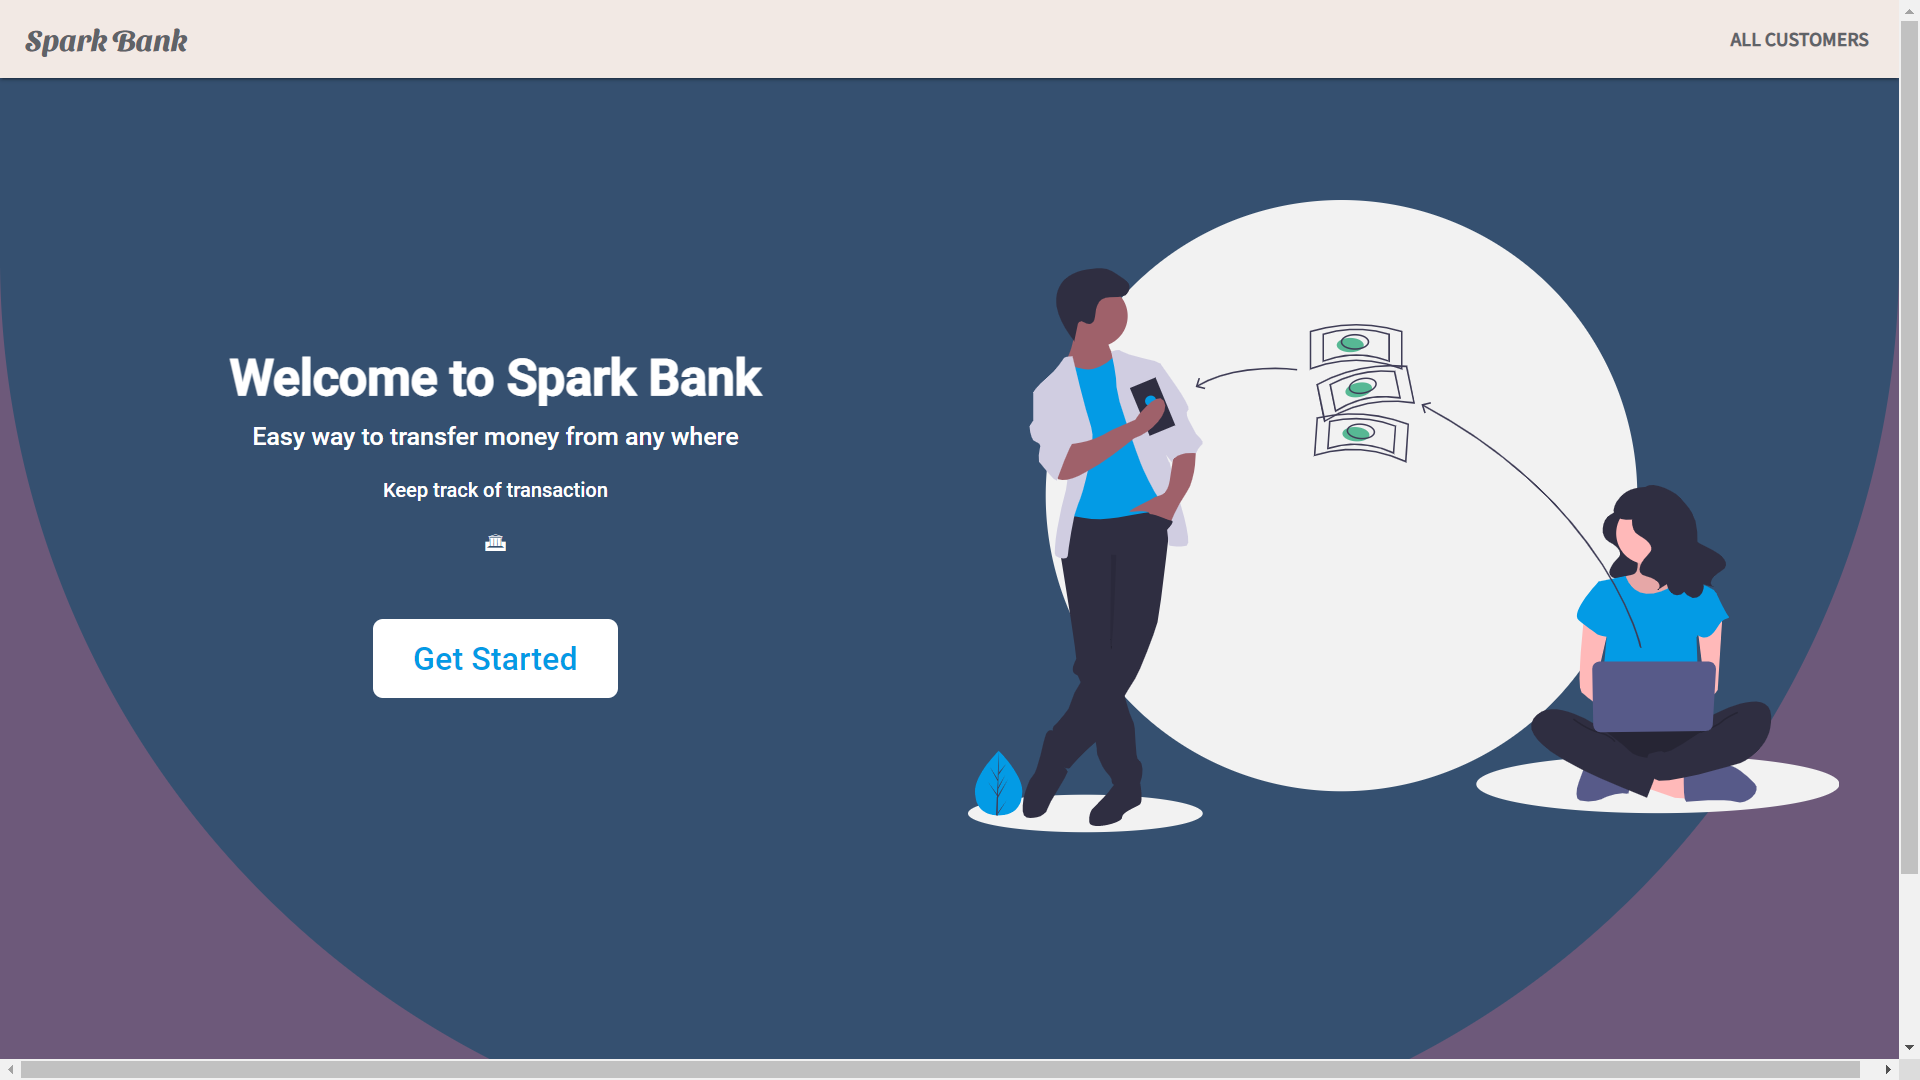 Spark Bank
ALL CUSTOMERS
Welcome to Spark Bank
Easy way to transfer money from any where
Keep track of transaction
Get Started